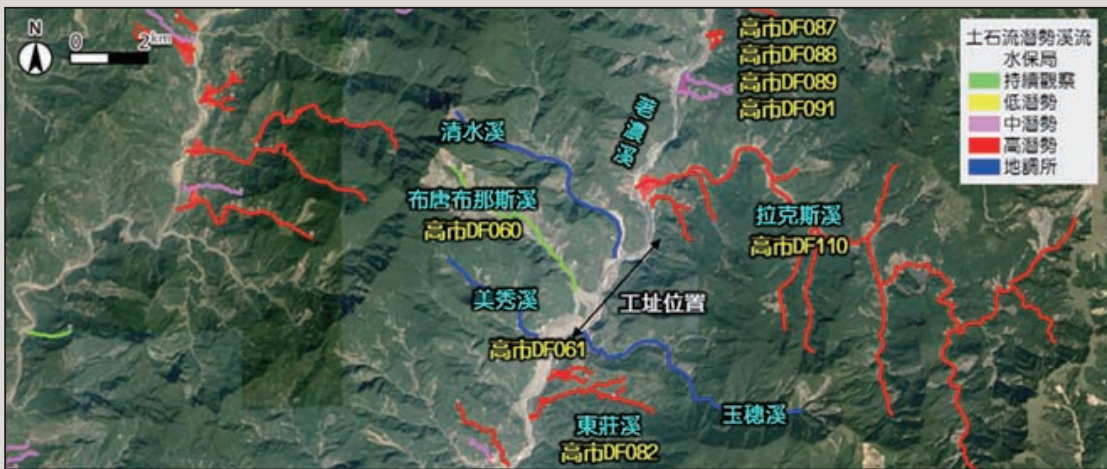 N
0 2 km
高市DF087
高市DF088
高市DF089
高市DF091
土石流潛勢溪流
水保局
持續觀察
低潛勢
中潛勢
高潛勢
地調所
荖濃溪
清水溪
布唐布那斯溪
高市DF060
拉克斯溪
高市DF110
美秀溪
工址位置
高市DF061
玉穗溪
東莊溪
高市DF082